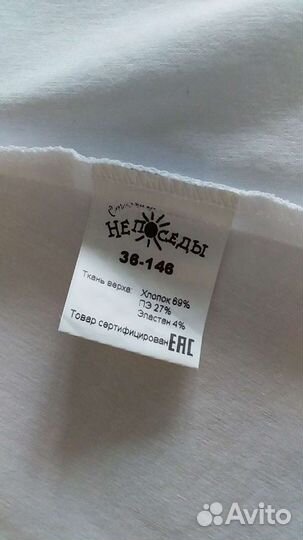 НЕПОСЕДЫ
36-146
Ткань верха: Хлопок 69%
ПЭ 27%
Эластан 4%
Товар сертифицирован ЕАС
Avito